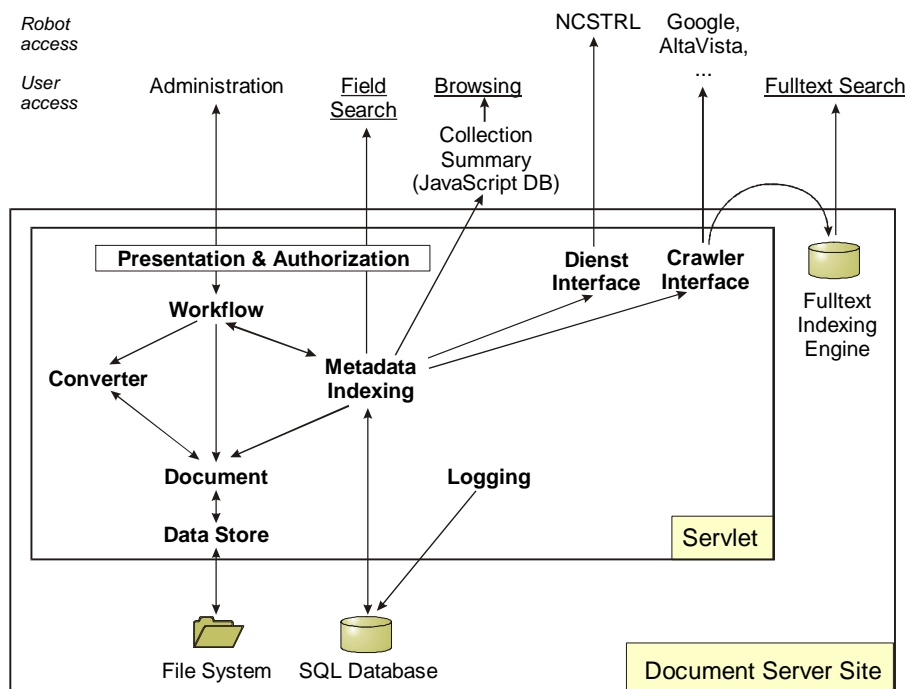 Robot
access
NCSTRL
Google,
AltaVista,
...
User
access
Administration
Field
Search
Browsing
Fulltext Search
Collection
Summary
(JavaScript DB)
Presentation & Authorization
Dienst
Interface
Crawler
Interface
Workflow
Fulltext
Indexing
Engine
Converter
Metadada
Indexing
Document
Logging
Data Store
Servlet
File System
SQL Database
Document Server Site